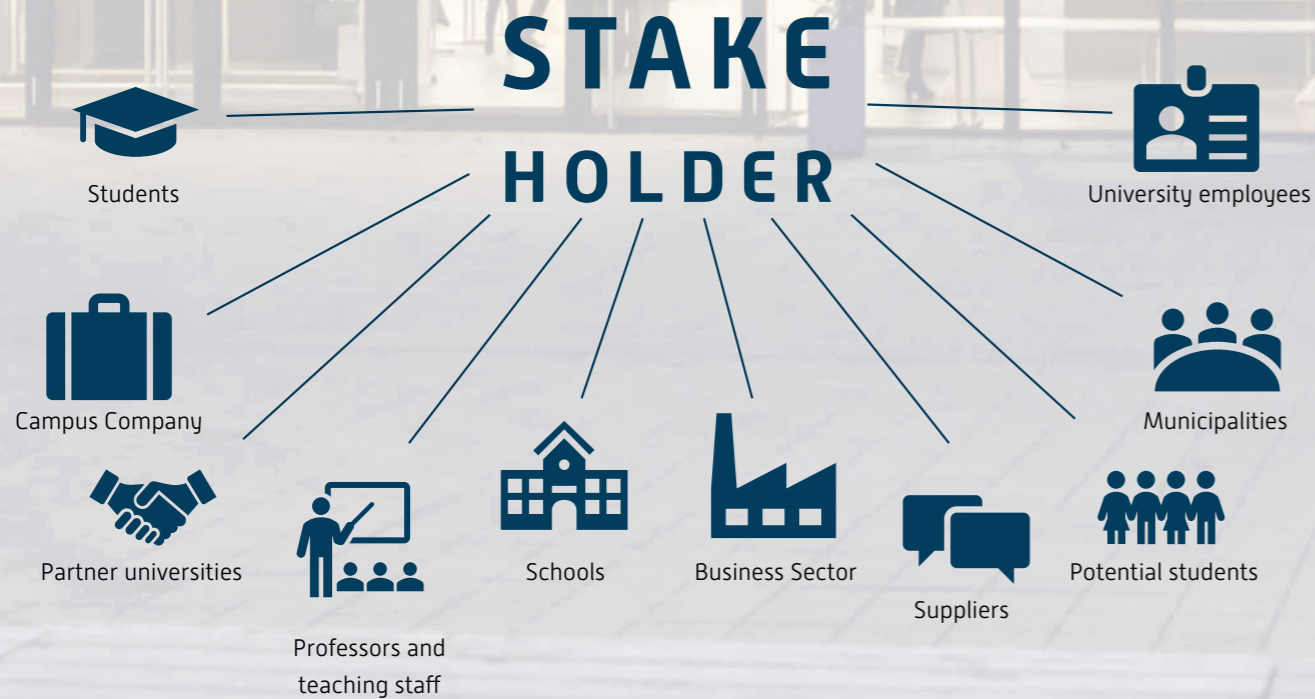 STAKE
HOLDER
Students
University employees
Campus Company
Municipalities
Partner universities
Schools
Business Sector
Potential students
Suppliers
Professors and
teaching staff